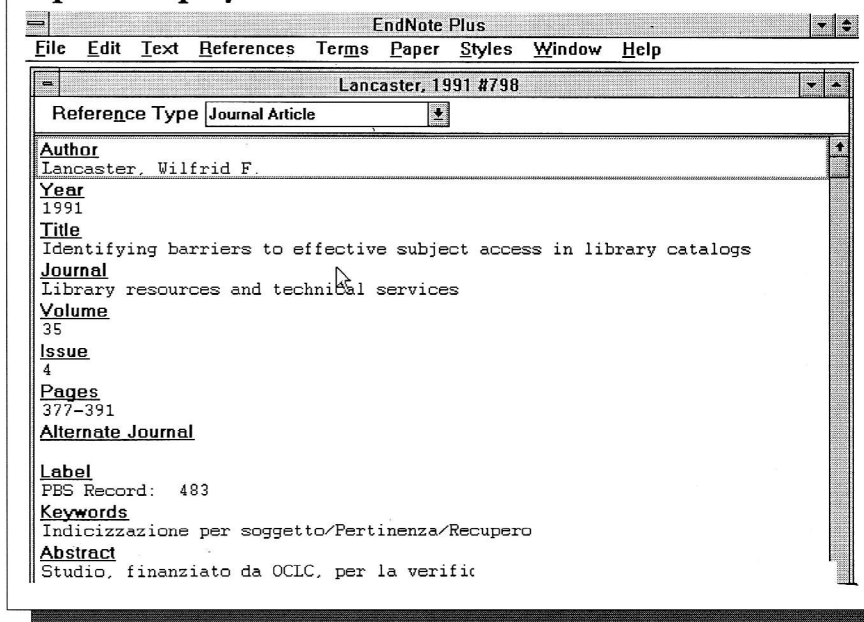 EndNote Plus
File Edit Text References Terms Paper Styles Window Help
Lancaster, 1991 #798
Reference Type Journal Article
Author
Lancaster, Wilfrid F.
Year
1991
Title
Identifying barriers to effective subject access in library catalogs
Journal
Library resources and technical services
Volume
35
Issue
4
Pages
377-391
Alternate Journal
Label
PBS Record: 483
Keywords
Indicizzazione per soggetto/Pertinenza/Recupero
Abstract
Studio, finanziato da OCLC, per la